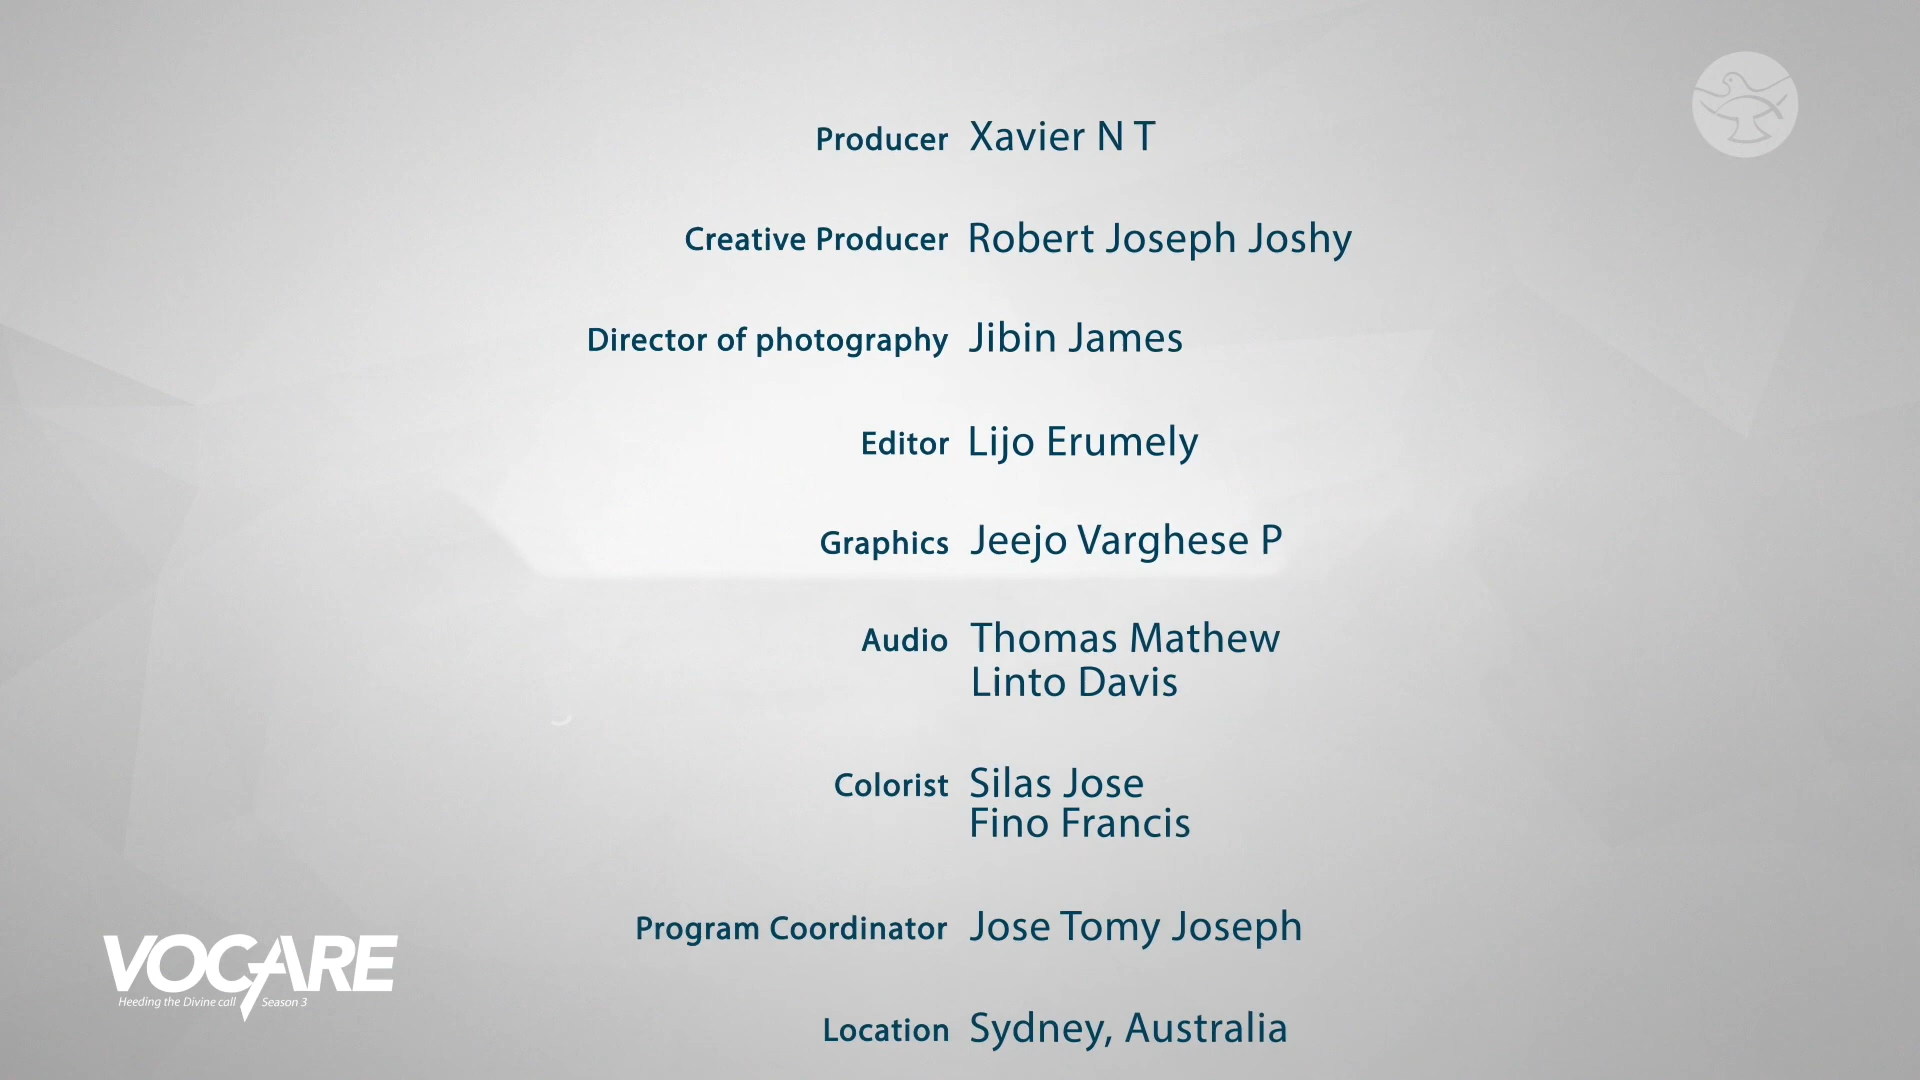 Producer Xavier N T
Creative Producer Robert Joseph Joshy
Director of photography Jibin James
Editor Lijo Erumely
Graphics Jeejo Varghese P
Audio Thomas Mathew
Linto Davis
Colorist Silas Jose
Fino Francis
Program Coordinator Jose Tomy Joseph
Location Sydney, Australia
VOCARE
Heeding the Divine call Season 3